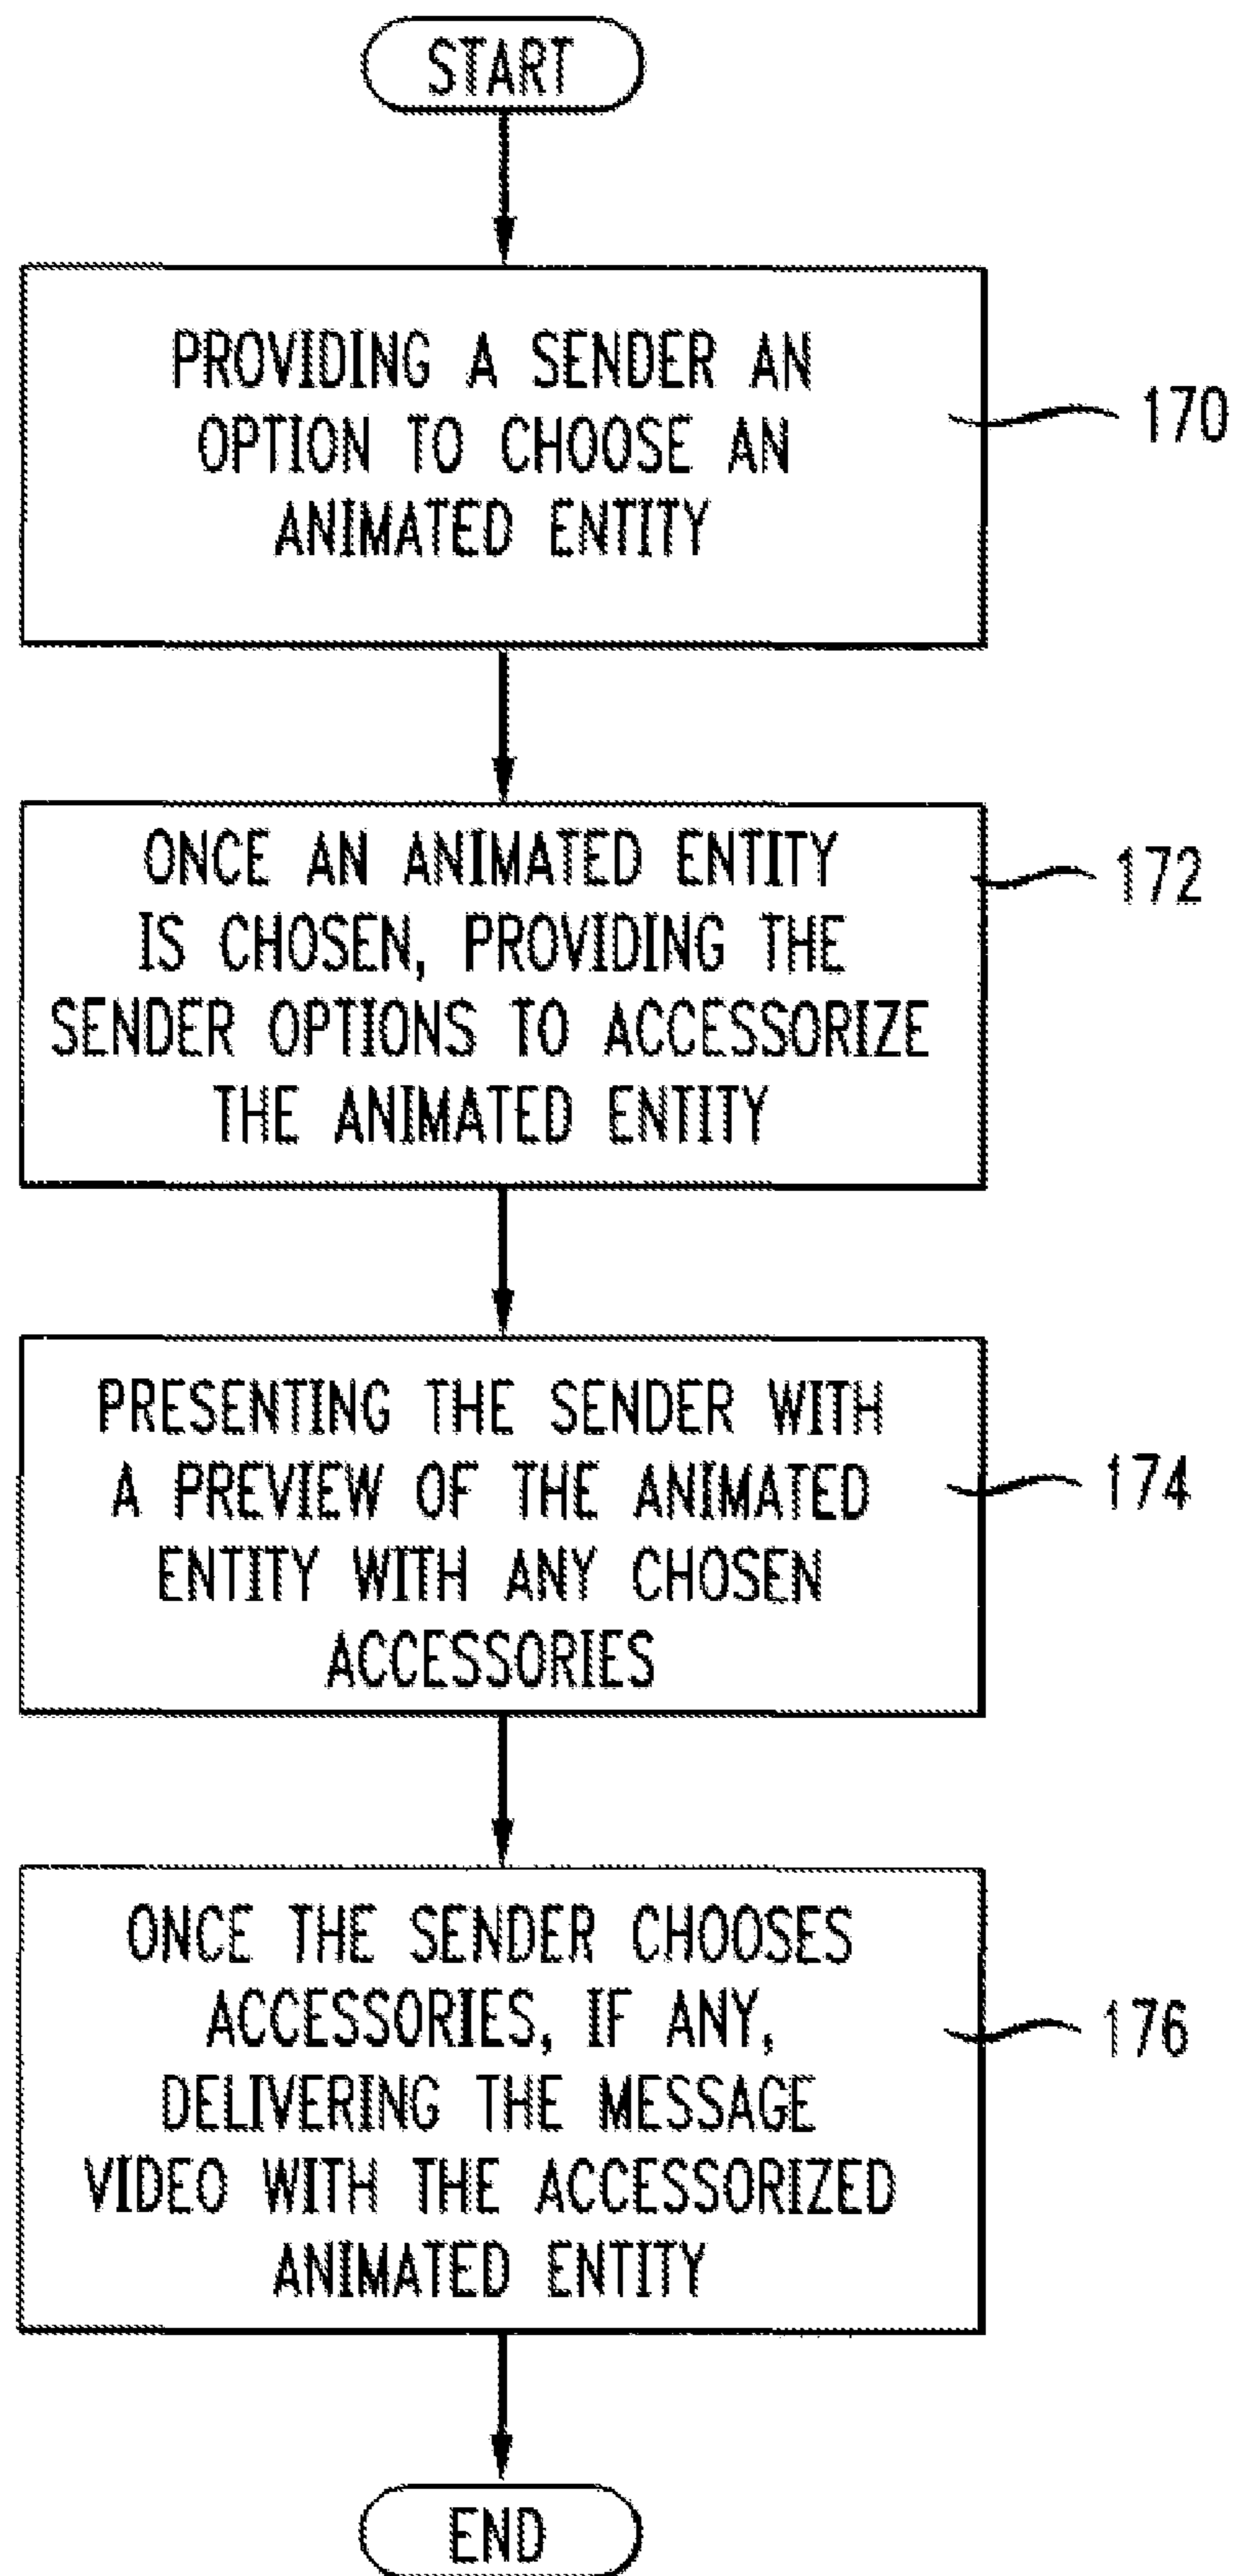 START
PROVIDING A SENDER AN
OPTION TO CHOOSE AN
ANIMATED ENTITY
170
ONCE AN ANIMATED ENTITY
IS CHOSEN, PROVIDING THE
SENDER OPTIONS TO ACCESSORIZE
THE ANIMATED ENTITY
172
PRESENTING THE SENDER WITH
A PREVIEW OF THE ANIMATED
ENTITY WITH ANY CHOSEN
ACCESSORIES
174
ONCE THE SENDER CHOOSES
ACCESSORIES, IF ANY,
DELIVERING THE MESSAGE
VIDEO WITH THE ACCESSORIZED
ANIMATED ENTITY
176
END